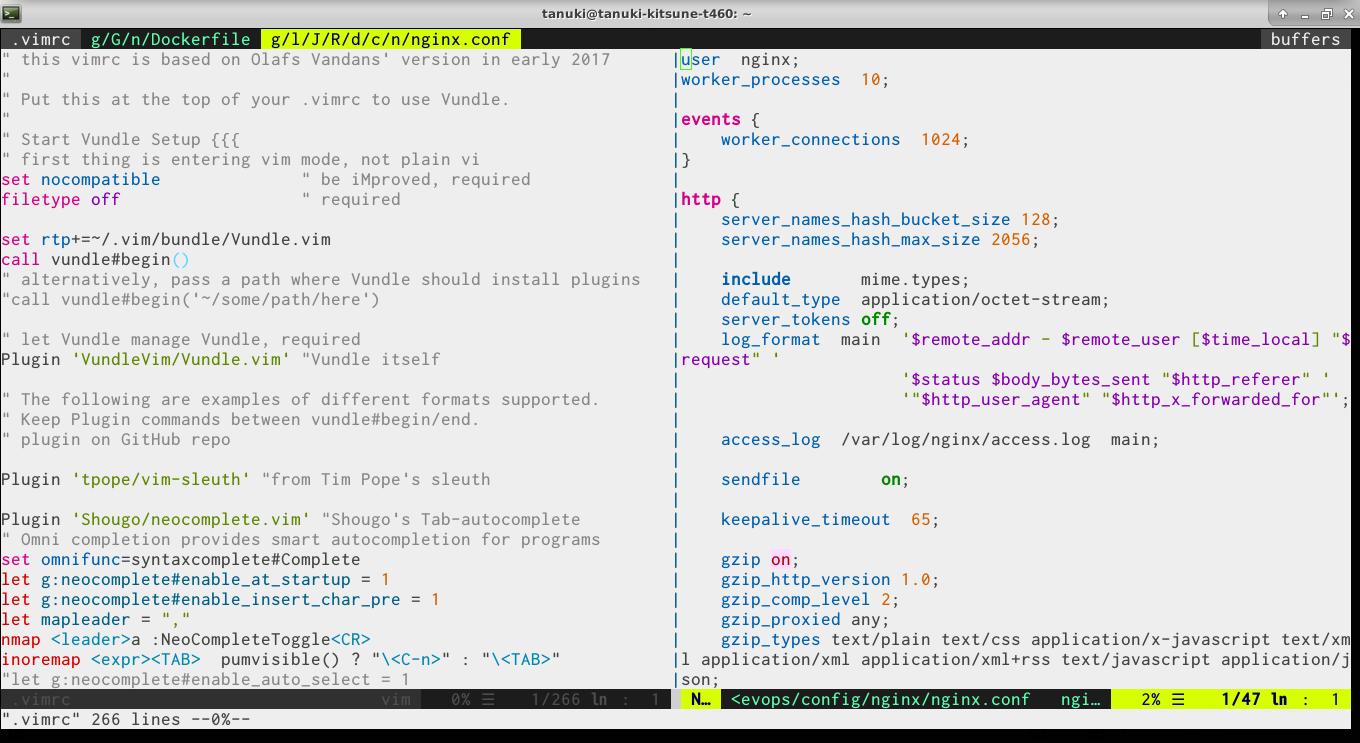 tanuki@tanuki-kitsune-t460: ~
.vimrc g/G/n/Dockerfile g/l/J/R/d/c/n/nginx.conf buffers
" this vimrc is based on Olafs Vandans' version in early 2017
"
" Put this at the top of your .vimrc to use Vundle.
"
" Start Vundle Setup {{{
" first thing is entering vim mode, not plain vi
set nocompatible " be iMproved, required
filetype off " required
set rtp+=~/.vim/bundle/Vundle.vim
call vundle#begin()
" alternatively, pass a path where Vundle should install plugins
"call vundle#begin('~/some/path/here')
" let Vundle manage Vundle, required
Plugin 'VundleVim/Vundle.vim' "Vundle itself
" The following are examples of different formats supported.
" Keep Plugin commands between vundle#begin/end.
" plugin on GitHub repo
Plugin 'tpope/vim-sleuth' "from Tim Pope's sleuth
Plugin 'Shougo/neocomplete.vim' "Shougo's Tab-autocomplete
" Omni completion provides smart autocompletion for programs
set omnifunc=syntaxcomplete#Complete
let g:neocomplete#enable_at_startup = 1
let g:neocomplete#enable_insert_char_pre = 1
let mapleader = ","
nmap <leader>a :NeoCompleteToggle<CR>
inoremap <expr><TAB>  pumvisible() ? "\<C-n>" : "\<TAB>"
"let g:neocomplete#enable_auto_select = 1
.vimrc vim 0% ☰ 1/266 ln : 1
user  nginx;
worker_processes  10;
events {
    worker_connections  1024;
}
http {
    server_names_hash_bucket_size 128;
    server_names_hash_max_size 2056;
    include       mime.types;
    default_type  application/octet-stream;
    server_tokens off;
    log_format  main  '$remote_addr - $remote_user [$time_local] "$
request" '
                      '$status $body_bytes_sent "$http_referer" '
                      '"$http_user_agent" "$http_x_forwarded_for"';
    access_log  /var/log/nginx/access.log  main;
    sendfile        on;
    keepalive_timeout  65;
    gzip on;
    gzip_http_version 1.0;
    gzip_comp_level 2;
    gzip_proxied any;
    gzip_types text/plain text/css application/x-javascript text/xm
l application/xml application/xml+rss text/javascript application/j
son;
N… <evops/config/nginx/nginx.conf ngi… 2% ☰ 1/47 ln : 1
".vimrc" 266 lines --0%--